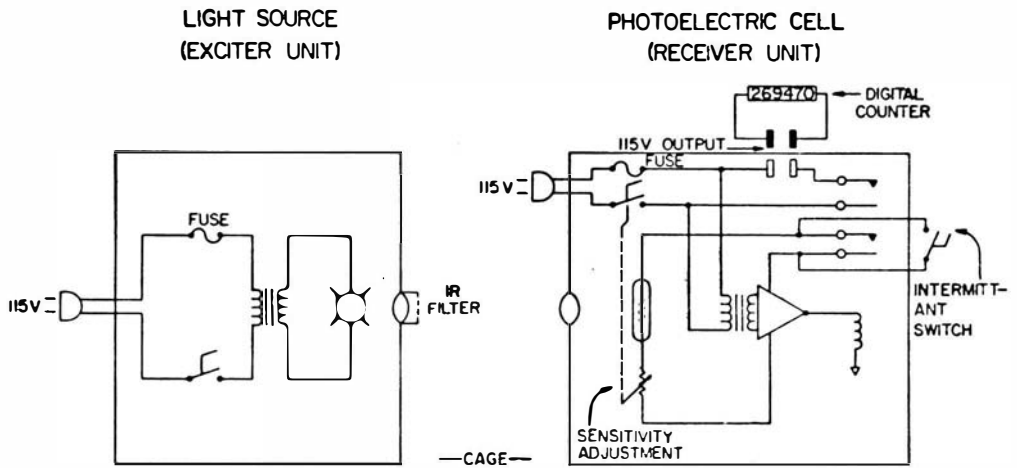 LIGHT SOURCE
(EXCITER UNIT)
PHOTOELECTRIC CELL
(RECEIVER UNIT)
269470
DIGITAL
COUNTER
115V OUTPUT
FUSE
115V
FUSE
115V
IR
FILTER
INTERMITT-
ANT
SWITCH
SENSITIVITY
ADJUSTMENT
—CAGE—